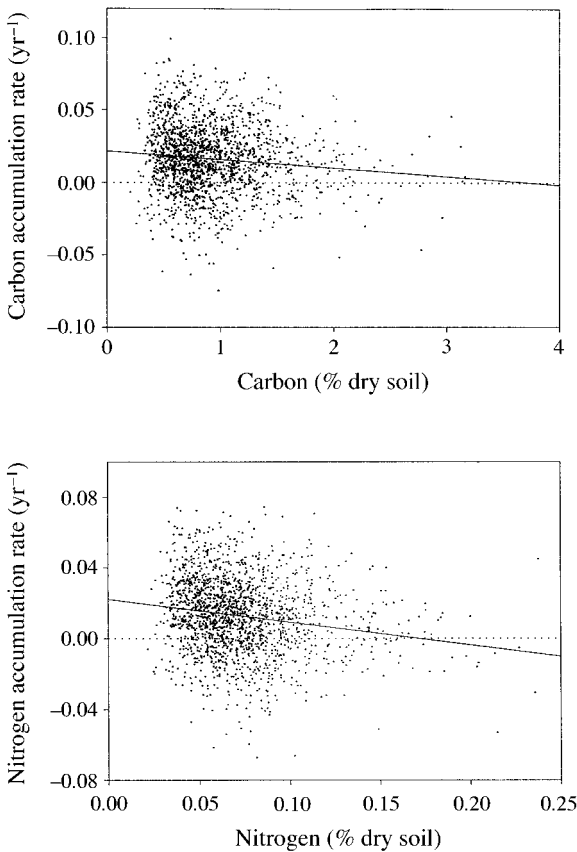 0.10
0.05
0.00
−0.05
−0.10
Carbon accumulation rate (yr⁻¹)
0 1 2 3 4
Carbon (% dry soil)
0.08
0.04
0.00
−0.04
−0.08
Nitrogen accumulation rate (yr⁻¹)
0.00 0.05 0.10 0.15 0.20 0.25
Nitrogen (% dry soil)